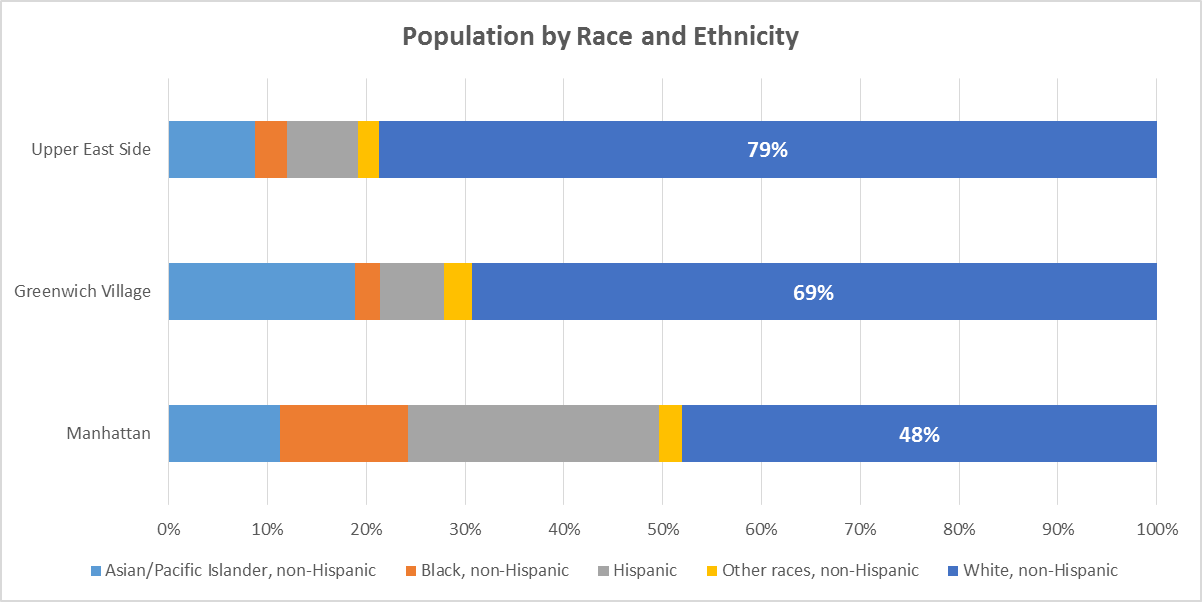 Population by Race and Ethnicity
Upper East Side
79%
Greenwich Village
69%
Manhattan
48%
0% 10% 20% 30% 40% 50% 60% 70% 80% 90% 100%
Asian/Pacific Islander, non-Hispanic Black, non-Hispanic Hispanic Other races, non-Hispanic White, non-Hispanic